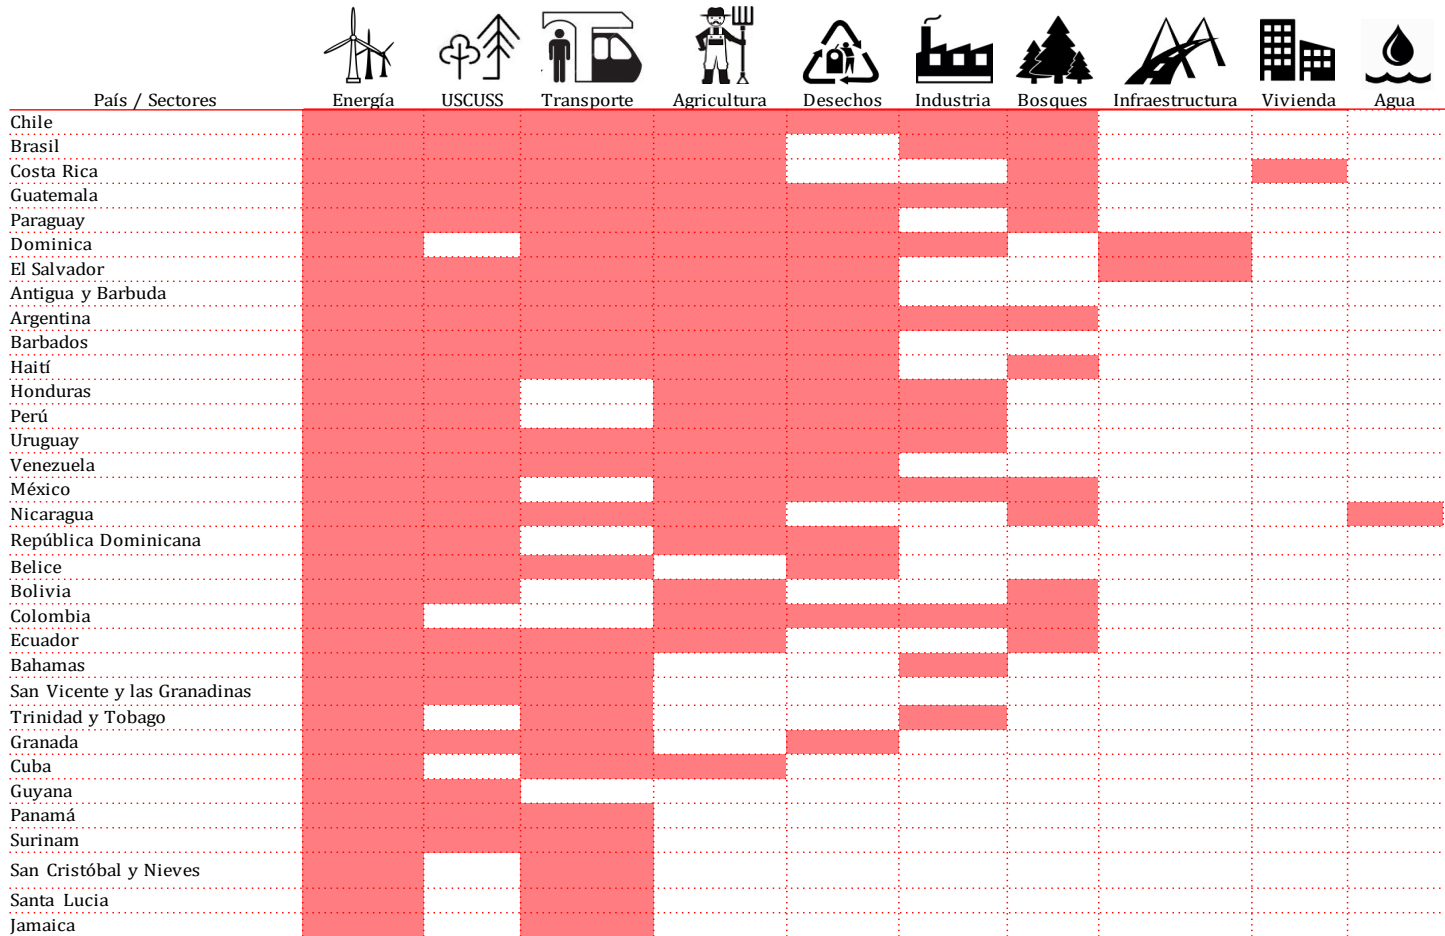 País / Sectores Energía USCUSS Transporte Agricultura Desechos Industria Bosques Infraestructura Vivienda Agua
Chile
Brasil
Costa Rica
Guatemala
Paraguay
Dominica
El Salvador
Antigua y Barbuda
Argentina
Barbados
Haití
Honduras
Perú
Uruguay
Venezuela
México
Nicaragua
República Dominicana
Belice
Bolivia
Colombia
Ecuador
Bahamas
San Vicente y las Granadinas
Trinidad y Tobago
Granada
Cuba
Guyana
Panamá
Surinam
San Cristóbal y Nieves
Santa Lucia
Jamaica